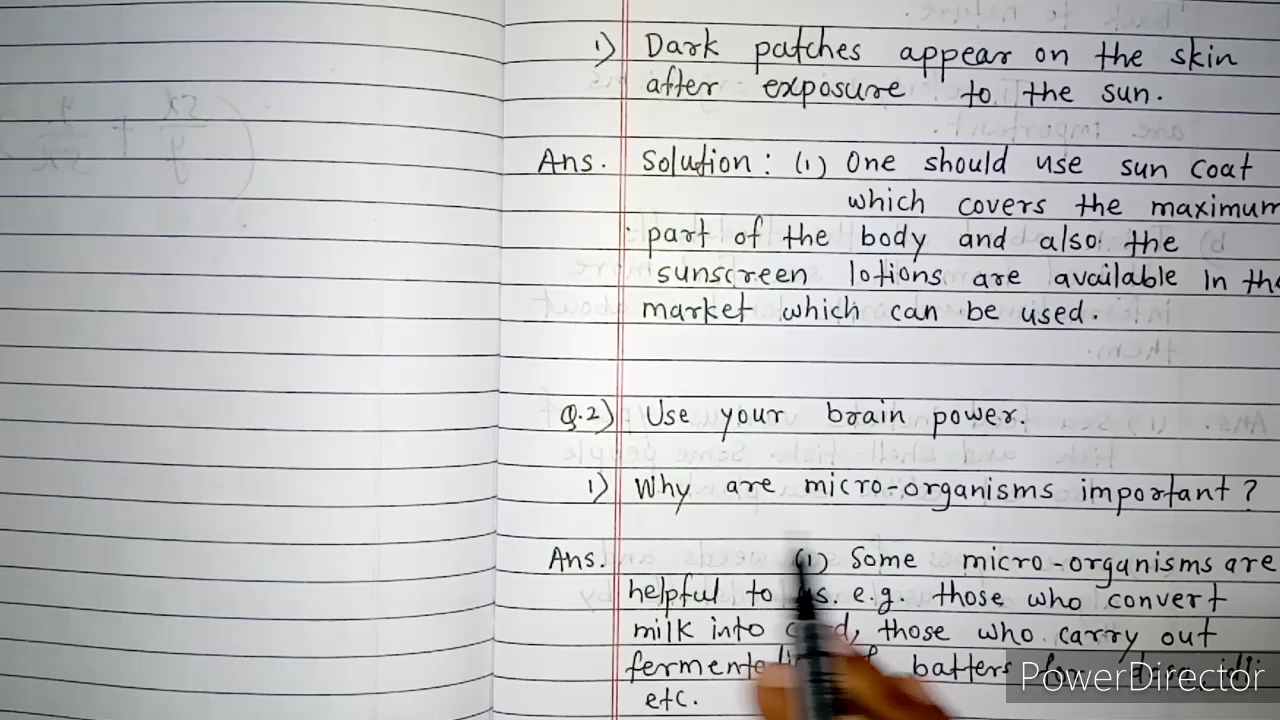 1) Dark patches appear on the skin
after exposure to the sun.
Ans. Solution: (1) One should use sun coat
which covers the maximum
part of the body and also the
sunscreen lotions are available in the
market which can be used.
Q.2) Use your brain power.
1) Why are micro-organisms important?
Ans. (1) Some micro-organisms are
helpful to us. e.g. those who convert
milk into those who carry out
batters
etc.
PowerDirector